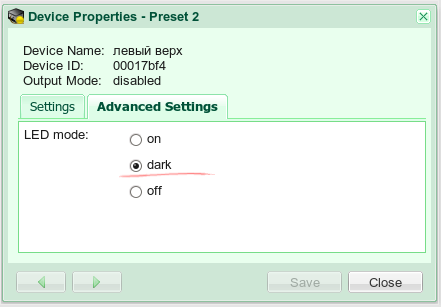 Device Properties - Preset 2
Device Name: левый верх
Device ID: 00017bf4
Output Mode: disabled
Settings Advanced Settings
LED mode: on
dark
off
Save Close